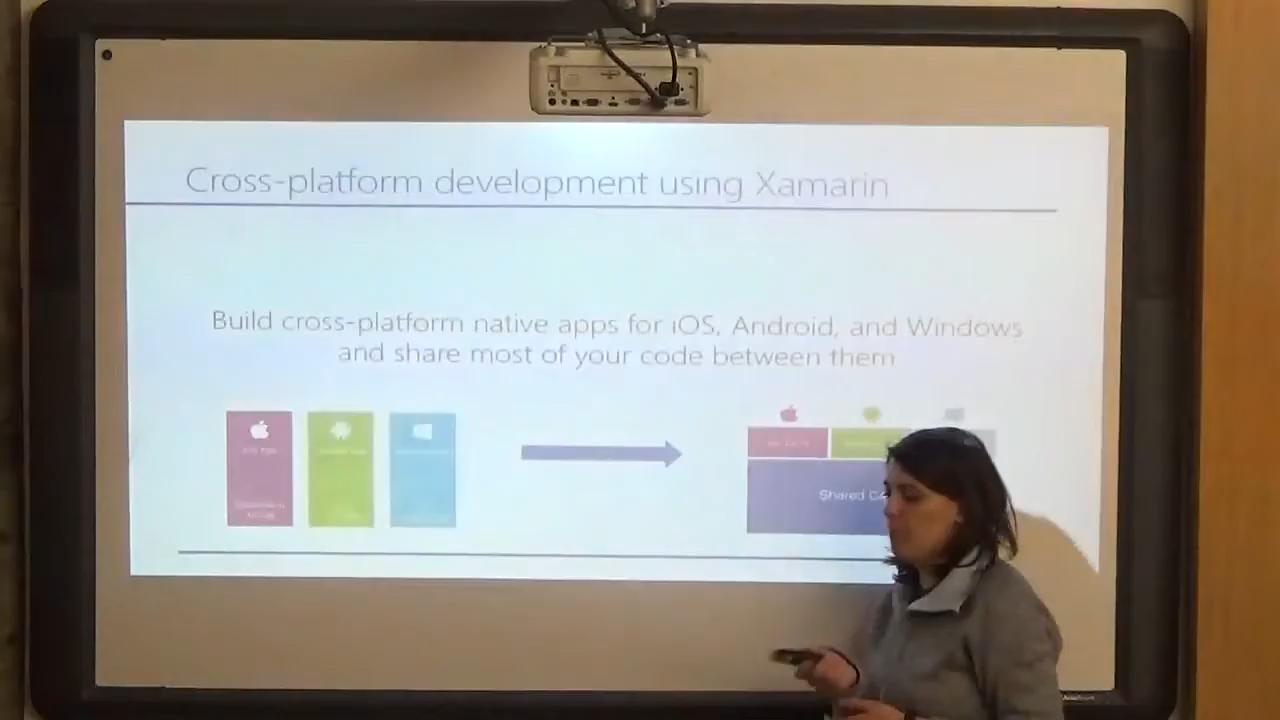 Cross-platform development using Xamarin
Build cross-platform native apps for iOS, Android, and Windows
and share most of your code between them
Shared